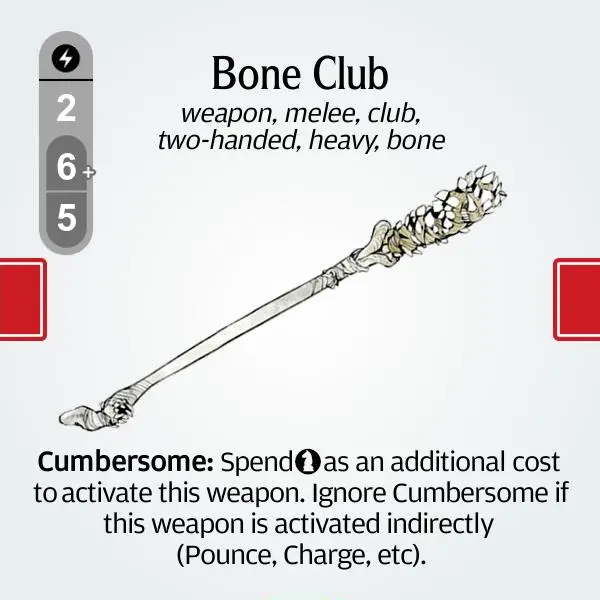 Bone Club
weapon, melee, club,
two-handed, heavy, bone
2
6+
5
Cumbersome: Spend as an additional cost
to activate this weapon. Ignore Cumbersome if
this weapon is activated indirectly
(Pounce, Charge, etc).